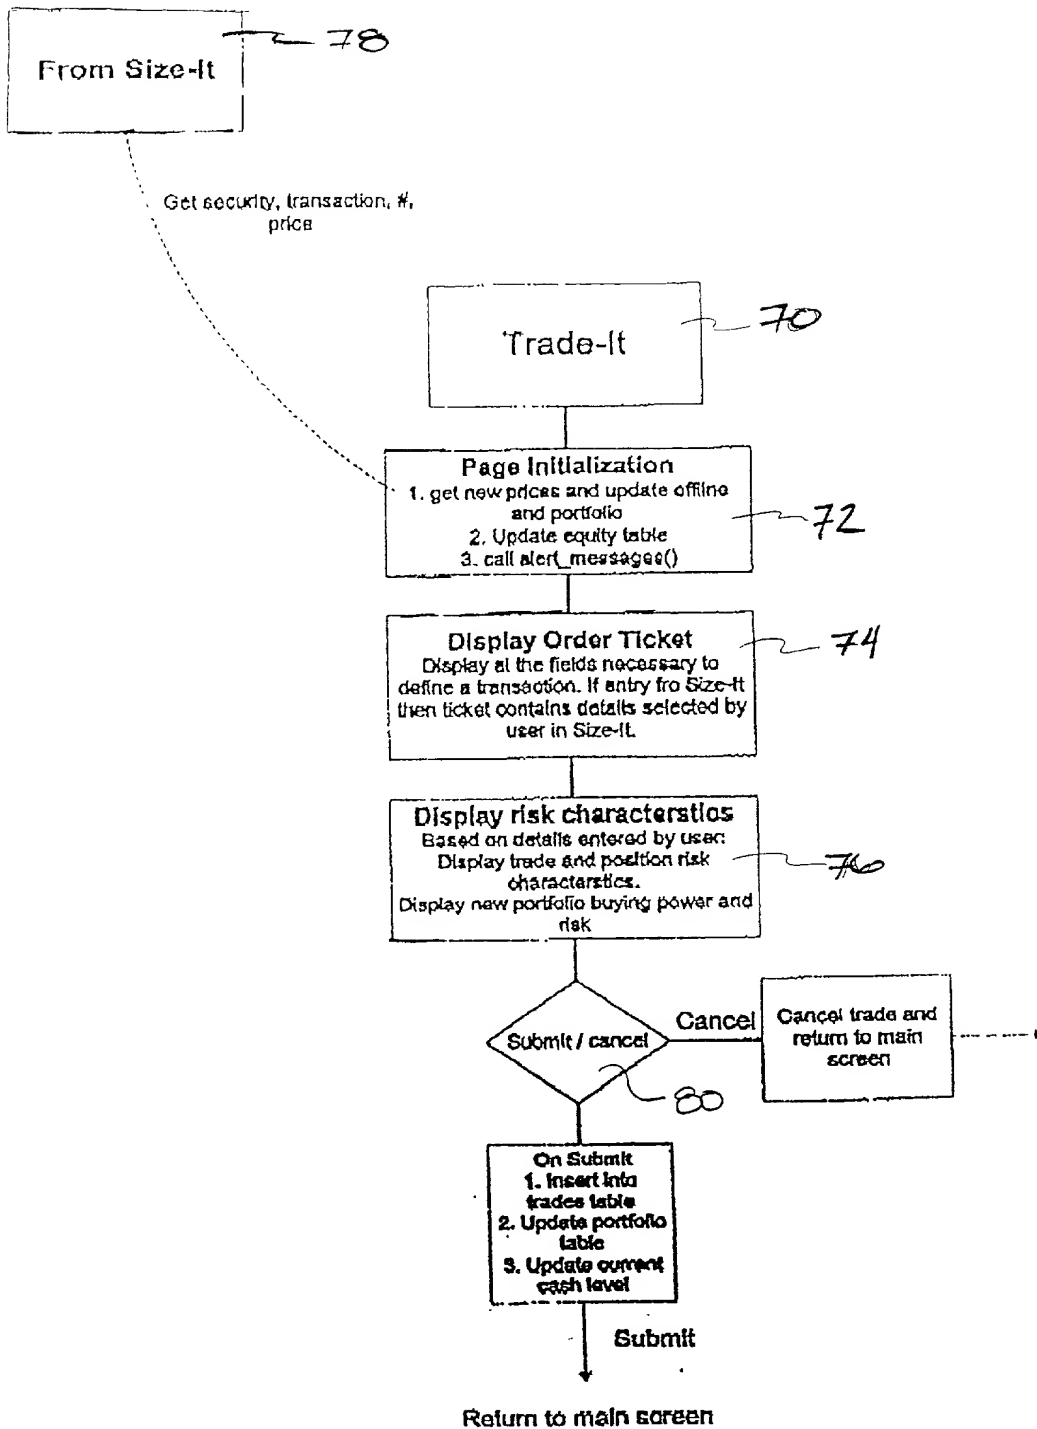 From Size-It
78
Get security, transaction, #,
price
Trade-It
70
Page Initialization
1. get new prices and update offline
and portfolio
2. Update equity table
3. call alert_messages()
72
Display Order Ticket
Display al the fields necessary to
define a transaction. If entry fro Size-It
then ticket contains details selected by
user in Size-It.
74
Display risk characterstics
Based on details entered by user:
Display trade and position risk
characterstics.
Display new portfolio buying power and
risk
76
Submit / cancel
Cancel
Cancel trade and
return to main
screen
80
On Submit
1. Insert into
trades table
2. Update portfolio
table
3. Update current
cash level
Submit
Return to main screen